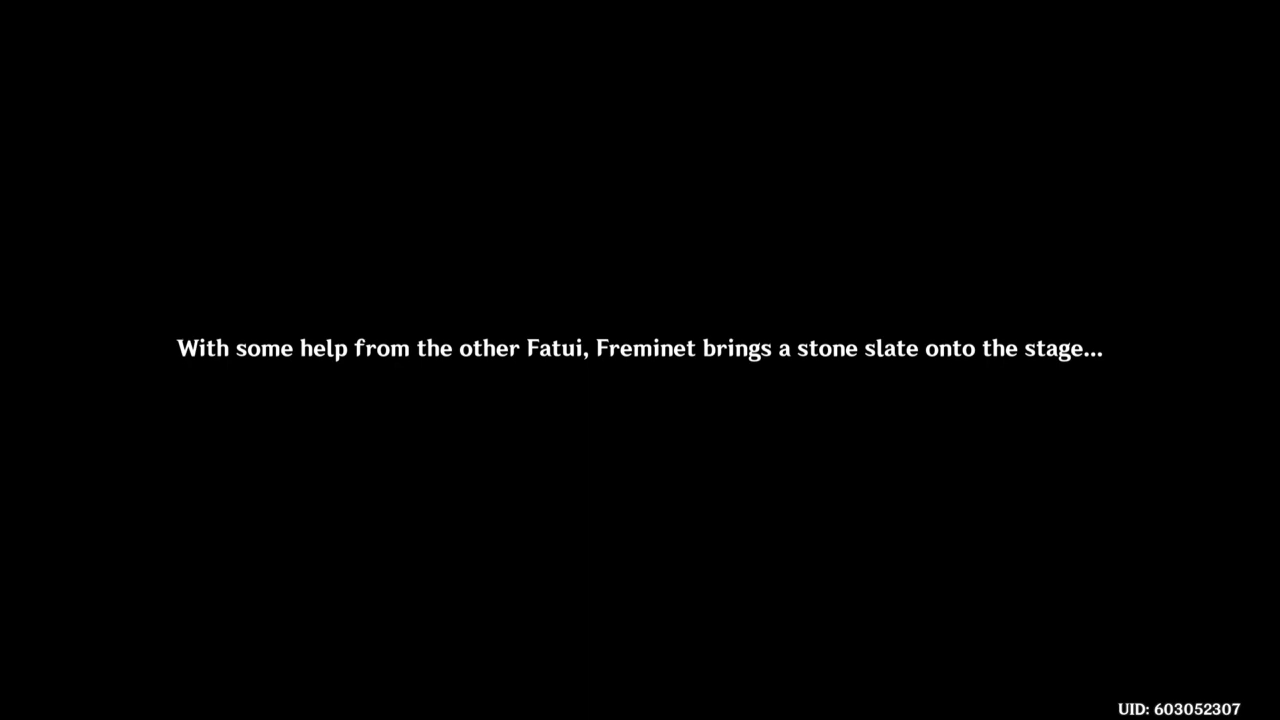 With some help from the other Fatui, Freminet brings a stone slate onto the stage...
UID: 603052307